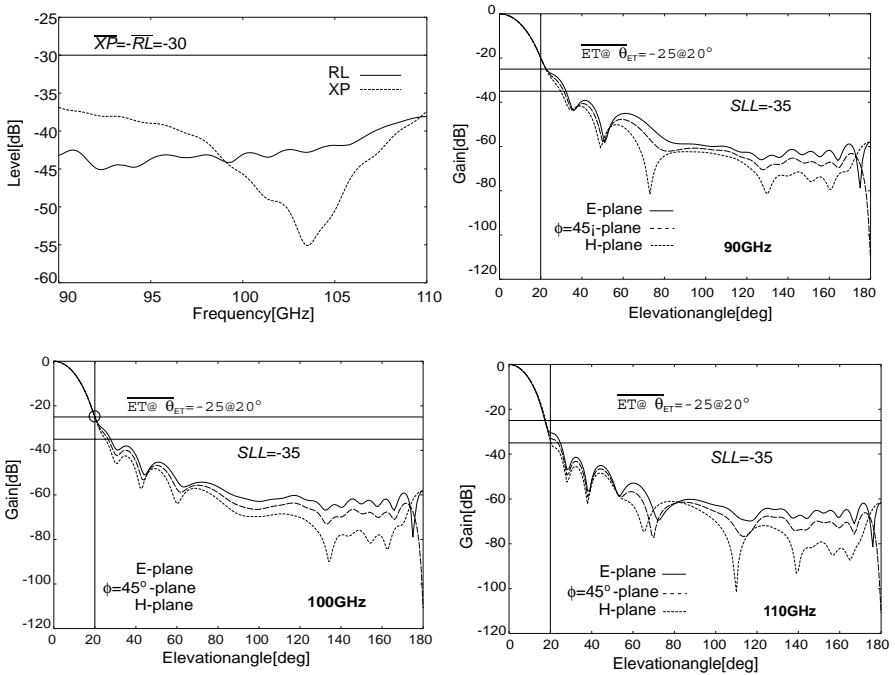 -25
-30
-35
-40
-45
-50
-55
-60
Level[dB]
XP=-RL=-30
RL
XP
90
95
100
105
110
Frequency[GHz]
0
-20
-40
-60
-80
-100
-120
Gain[dB]
ET@ θET=-25@20°
SLL=-35
E-plane
ϕ=45¡-plane
H-plane
90GHz
0 20 40 60 80 100 120 140 160 180
Elevationangle[deg]
0
-20
-40
-60
-80
-100
-120
Gain[dB]
ET@ θET=-25@20°
SLL=-35
E-plane
ϕ=45°-plane
H-plane
100GHz
0 20 40 60 80 100 120 140 160 180
Elevationangle[deg]
0
-20
-40
-60
-80
-100
-120
Gain[dB]
ET@ θET=-25@20°
SLL=-35
E-plane
ϕ=45°-plane
H-plane
110GHz
0 20 40 60 80 100 120 140 160 180
Elevationangle[deg]